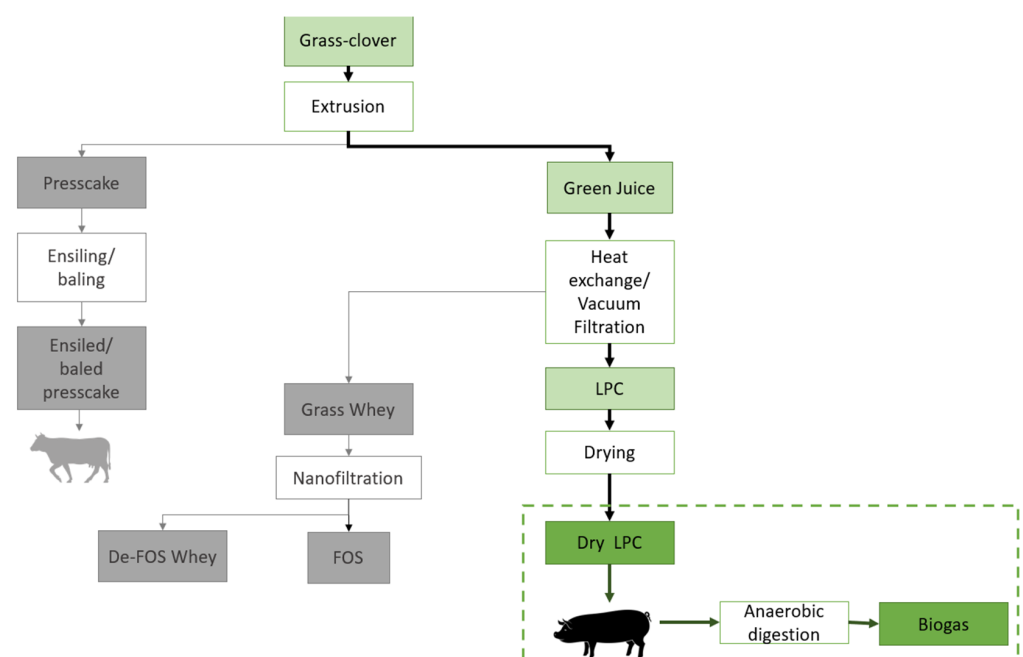 Grass-clover
Extrusion
Presscake
Green Juice
Ensiling/
baling
Heat
exchange/
Vacuum
Filtration
Ensiled/
baled
presscake
LPC
Grass Whey
Drying
Nanofiltration
De-FOS Whey
FOS
Dry LPC
Anaerobic
digestion
Biogas